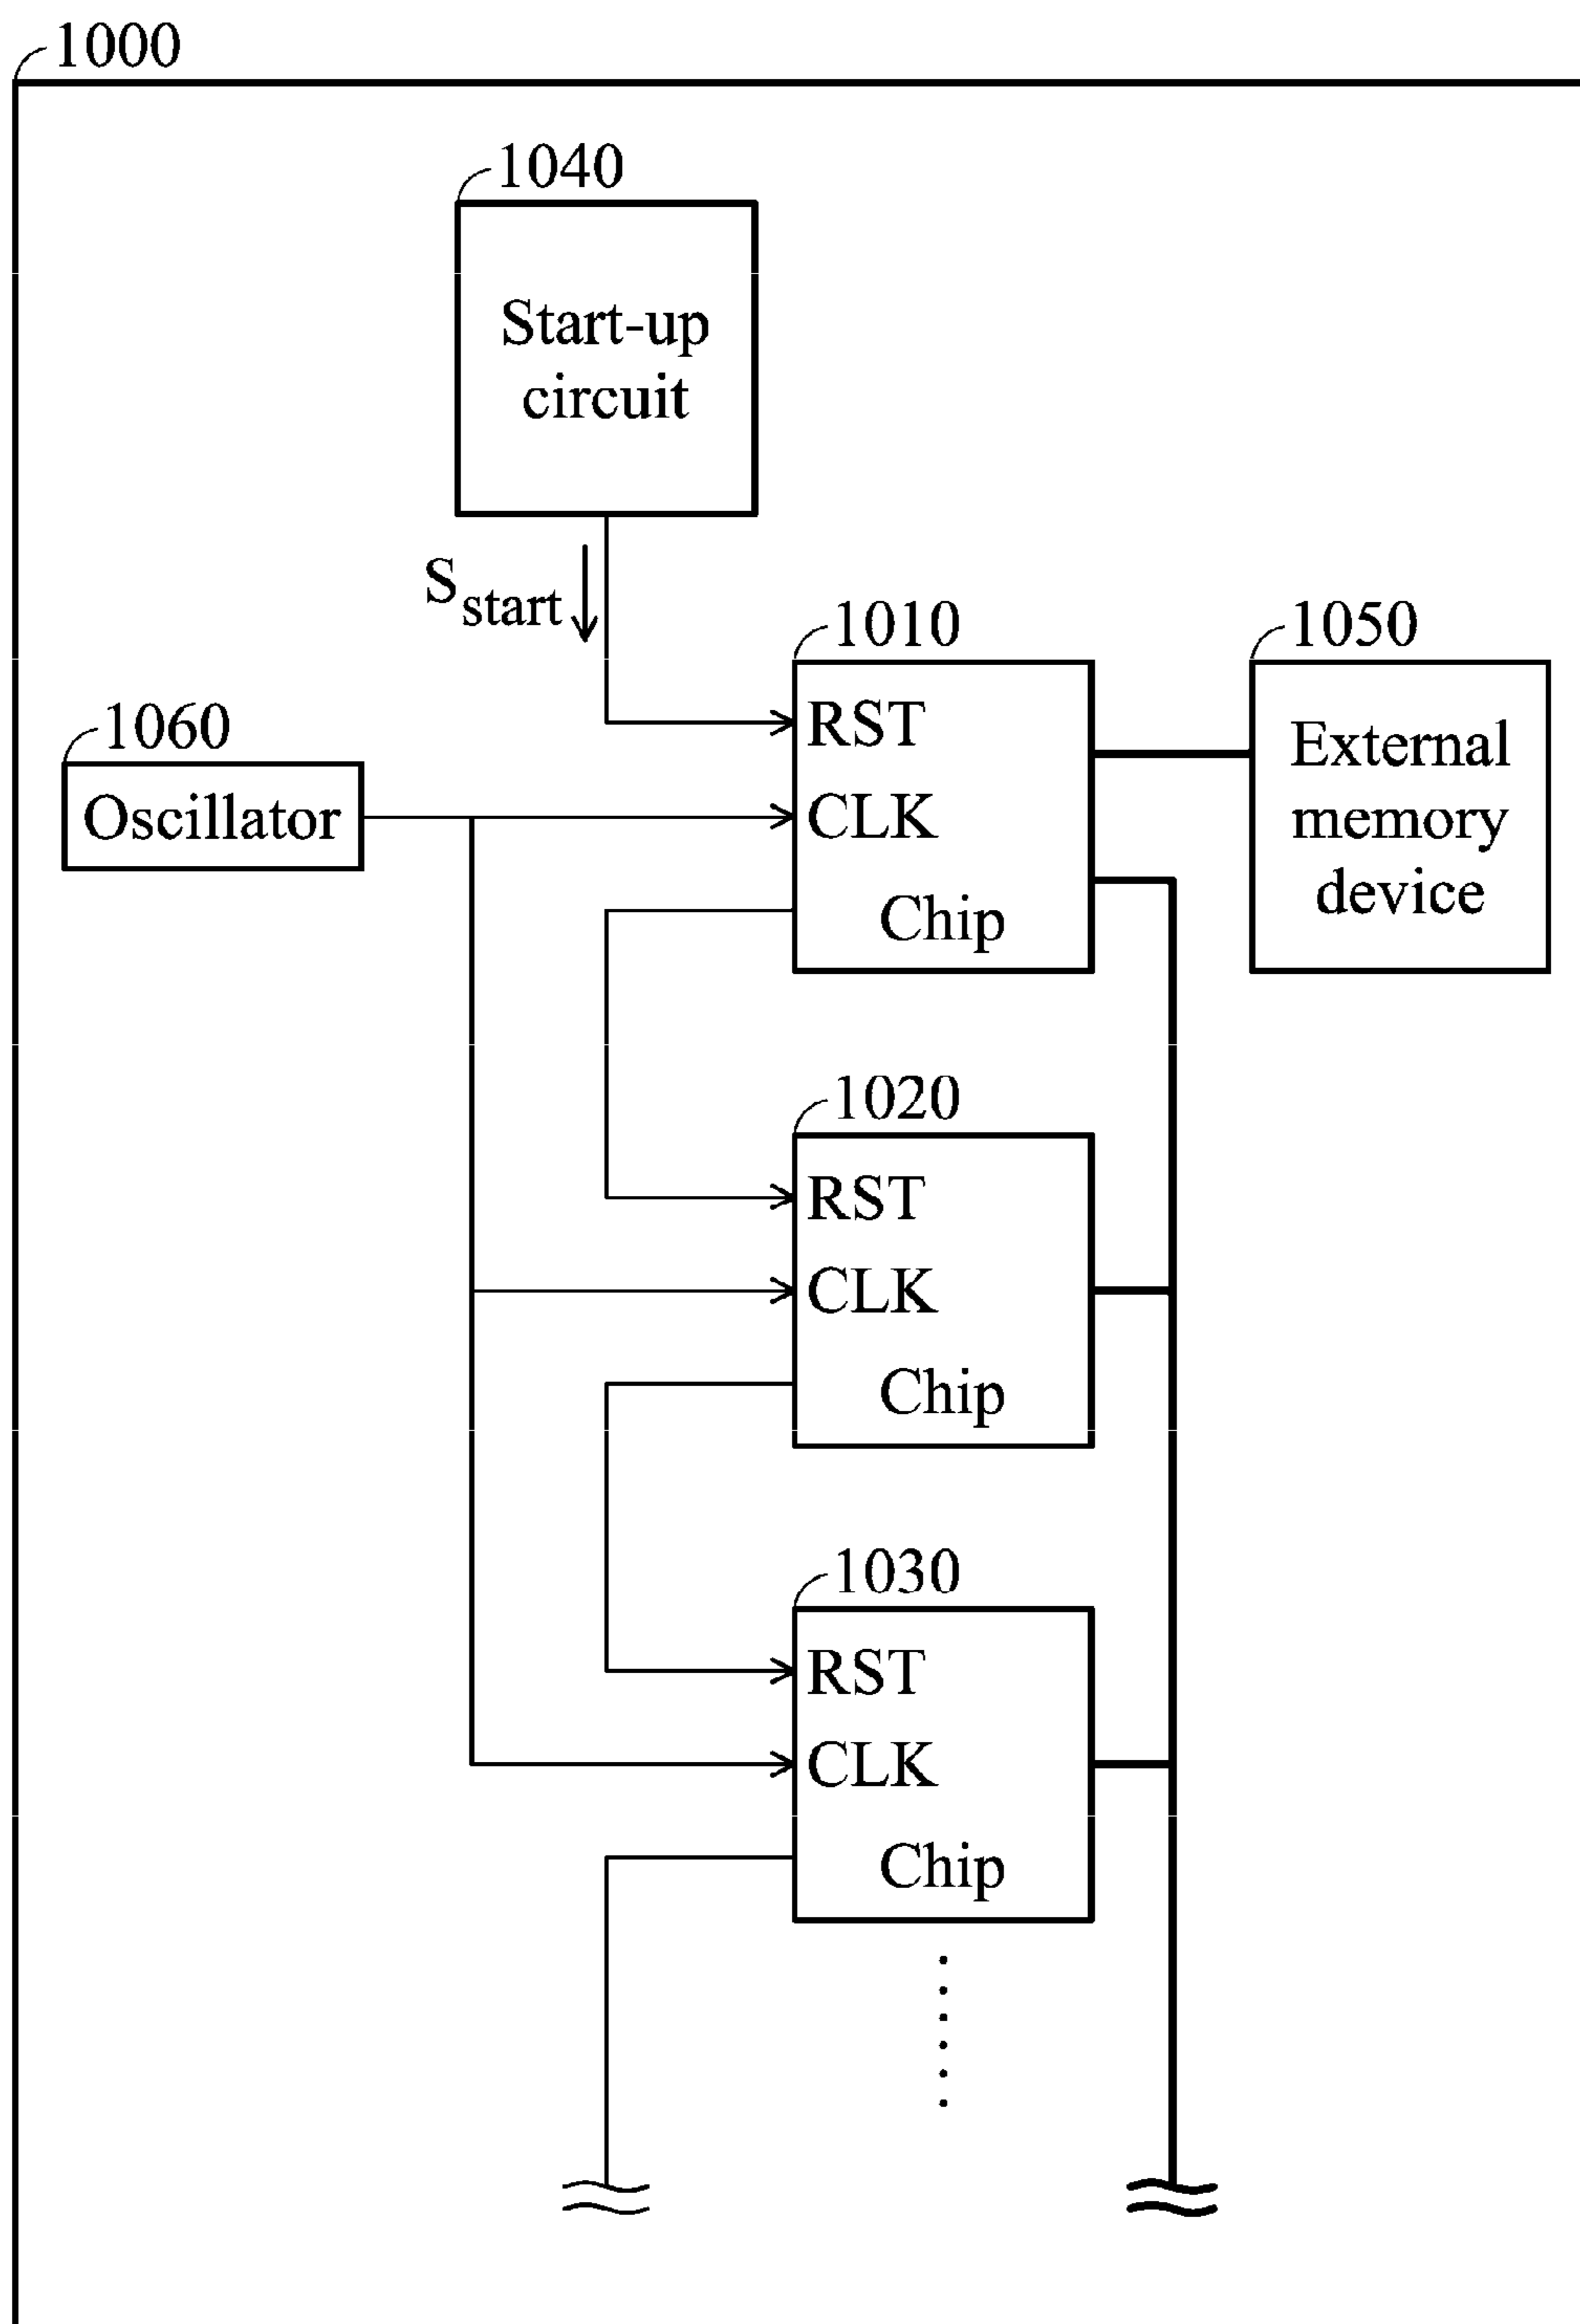 1000
1040
Start-up
circuit
Sstart
1010
1050
1060
RST
External
Oscillator
CLK
memory
Chip
device
1020
RST
CLK
Chip
1030
RST
CLK
Chip